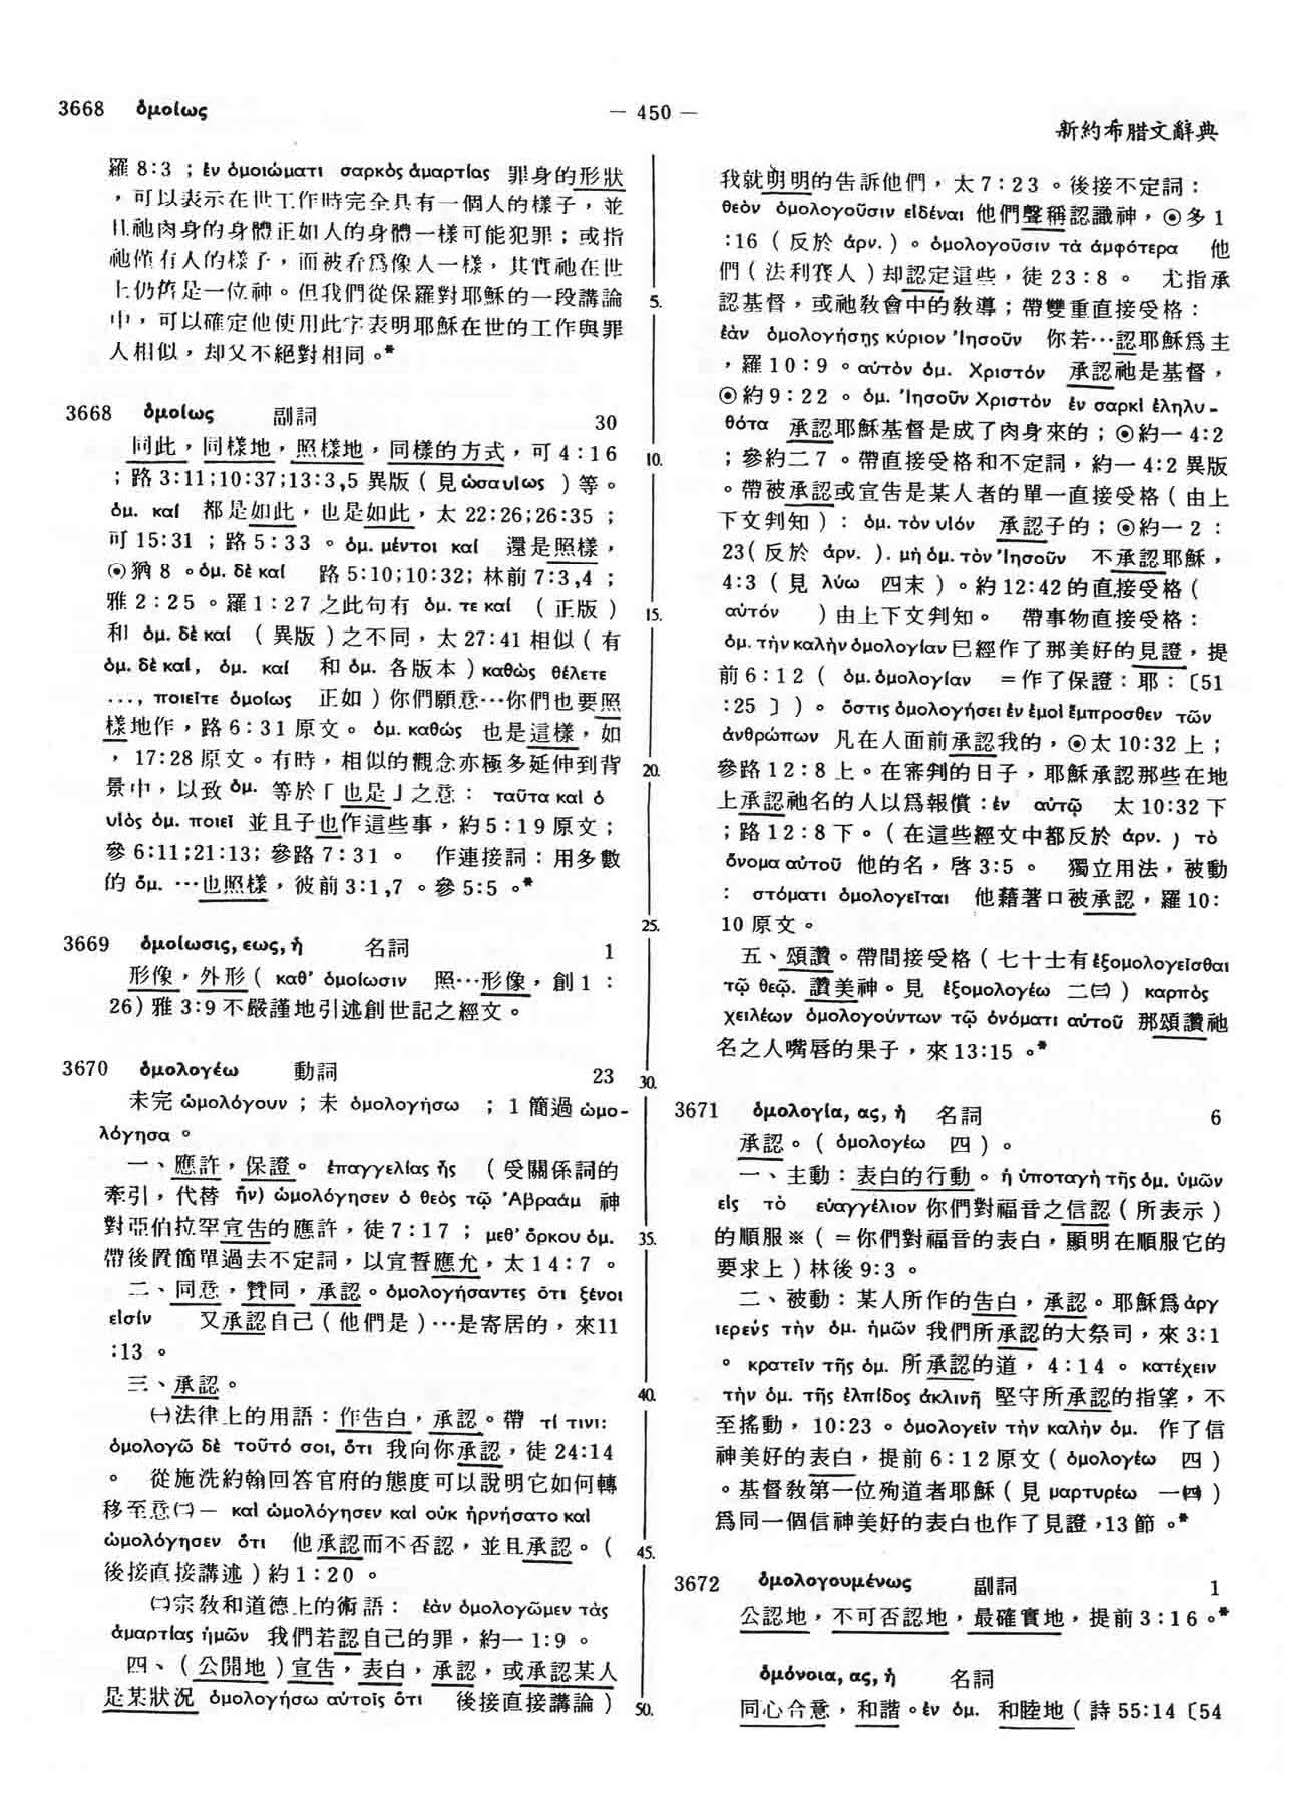 3668 ὁμοίως
— 450 —
新約希腊文辭典
羅 8:3 ；ἐν ὁμοιώματι σαρκὸς ἁμαρτίας 罪身的形狀
，可以表示在世工作時完全具有一個人的樣子，並
且祂肉身的身體正如人的身體一樣可能犯罪；或指
祂僅有人的樣子，而被看爲像人一樣，其實祂在世
上仍舊是一位神。但我們從保羅對耶穌的一段講論
中，可以確定他使用此字表明耶穌在世的工作與罪
人相似，却又不絕對相同。*
3668 ὁμοίως 副詞 30
同此，同樣地，照樣地，同樣的方式，可 4:16
；路 3:11;10:37;13:3,5 異版（見 ὡσαυίως ）等。
ὁμ. καί 都是如此，也是如此，太 22:26;26:35 ；
可 15:31 ；路 5:33 。ὁμ. μέντοι καί 還是照樣，
⊙猶 8 。ὁμ. δὲ καί 路 5:10;10:32; 林前 7:3,4 ；
雅 2:25 。羅 1:27 之此句有 ὁμ. τε καί （正版）
和 ὁμ. δὲ καί （異版）之不同，太 27:41 相似（有
ὁμ. δὲ καί, ὁμ. καί 和 ὁμ. 各版本）καθὼς θέλετε
..., ποιεῖτε ὁμοίως 正如）你們願意…你們也要照
樣地作，路 6:31 原文。 ὁμ. καθώς 也是這樣，如
，17:28 原文。有時，相似的觀念亦極多延伸到背
景中，以致 ὁμ. 等於「也是」之意： ταῦτα καὶ ὁ
υἱὸς ὁμ. ποιεῖ 並且子也作這些事，約 5:19 原文；
參 6:11;21:13; 參路 7:31 。 作連接詞：用多數
的 ὁμ. …也照樣，彼前 3:1,7 。參 5:5 。*
3669 ὁμοίωσις, εως, ἡ 名詞 1
形像，外形（ καθ' ὁμοίωσιν 照…形像，創 1 :
26）雅 3:9 不嚴謹地引述創世記之經文。
3670 ὁμολογέω 動詞 23
未完 ὡμολόγουν ；未 ὁμολογήσω ；1 簡過 ὡμο-
λόγησα 。
一、應許，保證。 ἐπαγγελίας ἧς （受關係詞的
牽引，代替 ἣν) ὡμολόγησεν ὁ θεὸς τῷ 'Αβραάμ 神
對亞伯拉罕宣告的應許，徒 7:17 ； μεθ' ὅρκου ὁμ.
帶後置簡單過去不定詞，以宣誓應允，太 14:7 。
二、同意，贊同，承認。ὁμολογήσαντες ὅτι ξένοι
εἰσίν 又承認自己（他們是）…是寄居的，來11
:13 。
三、承認。
㈠法律上的用語：作告白，承認。帶 τί τινι:
ὁμολογῶ δὲ τοῦτό σοι, ὅτι 我向你承認，徒 24:14
。 從施洗約翰回答官府的態度可以說明它如何轉
移至意㈡— καὶ ὡμολόγησεν καὶ οὐκ ἠρνήσατο καὶ
ὡμολόγησεν ὅτι 他承認而不否認，並且承認。（
後接直接講述）約 1:20 。
㈡宗敎和道德上的術語： ἐὰν ὁμολογῶμεν τὰς
ἁμαρτίας ἡμῶν 我們若認自己的罪，約一 1:9 。
四、（公開地）宣告，表白，承認，或承認某人
是某狀況 ὁμολογήσω αὐτοῖς ὅτι 後接直接講論）
5.
10.
15.
20.
25.
30.
35.
40.
45.
50.
我就明明的告訴他們，太 7:23 。後接不定詞：
θεὸν ὁμολογοῦσιν εἰδέναι 他們聲稱認識神，⊙多 1
:16 （反於 ἀρν.）。ὁμολογοῦσιν τὰ ἀμφότερα 他
們（法利賽人）却認定這些，徒 23:8 。 尤指承
認基督，或祂敎會中的敎導；帶雙重直接受格：
ἐὰν ὁμολογήσῃς κύριον 'Ιησοῦν 你若…認耶穌爲主
，羅 10:9 。αὐτὸν ὁμ. Χριστόν 承認祂是基督，
⊙約 9:22 。ὁμ. 'Ιησοῦν Χριστὸν ἐν σαρκὶ ἐληλυ-
θότα 承認耶穌基督是成了肉身來的；⊙約一 4:2
；參約二 7 。帶直接受格和不定詞，約一 4:2 異版
。帶被承認或宣告是某人者的單一直接受格（由上
下文判知）： ὁμ. τὸν υἱόν 承認子的；⊙約一 2 :
23（反於 ἀρν. ）. μὴ ὁμ. τὸν 'Ιησοῦν 不承認耶穌，
4:3 （見 λύω 四末）。約 12:42 的直接受格（
αὐτόν ）由上下文判知。 帶事物直接受格：
ὁμ. τὴν καλὴν ὁμολογίαν 已經作了那美好的見證，提
前 6:12 （ ὁμ. ὁμολογίαν ＝作了保證：耶：〔51
:25 〕）。 ὅστις ὁμολογήσει ἐν ἐμοὶ ἔμπροσθεν τῶν
ἀνθρώπων 凡在人面前承認我的，⊙太 10:32 上；
參路 12:8 上。在審判的日子，耶穌承認那些在地
上承認祂名的人以爲報償：ἐν αὐτῷ 太 10:32 下
；路 12:8 下。（在這些經文中都反於 ἀρν. ） τὸ
ὄνομα αὐτοῦ 他的名，啓 3:5 。 獨立用法，被動
： στόματι ὁμολογεῖται 他藉著口被承認，羅 10:
10 原文。
五、頌讚。帶間接受格（七十士有 ἐξομολογεῖσθαι
τῷ θεῷ. 讚美神。見 ἐξομολογέω 二㈢）καρπὸς
χειλέων ὁμολογούντων τῷ ὀνόματι αὐτοῦ 那頌讚祂
名之人嘴唇的果子，來 13:15 。*
3671 ὁμολογία, ας, ἡ 名詞 6
承認。（ ὁμολογέω 四）。
一、主動：表白的行動。ἡ ὑποταγὴ τῆς ὁμ. ὑμῶν
εἰς τὸ εὐαγγέλιον 你們對福音之信認（所表示）
的順服※（＝你們對福音的表白，顯明在順服它的
要求上）林後 9:3 。
二、被動：某人所作的告白，承認。耶穌爲 ἀρχ
ιερεύς τὴν ὁμ. ἡμῶν 我們所承認的大祭司，來 3:1
。 κρατεῖν τῆς ὁμ. 所承認的道，4:14 。κατέχειν
τὴν ὁμ. τῆς ἐλπίδος ἀκλινῆ 堅守所承認的指望，不
至搖動，10:23 。ὁμολογεῖν τὴν καλὴν ὁμ. 作了信
神美好的表白，提前 6:12 原文（ὁμολογέω 四）
。基督敎第一位殉道者耶穌（見 μαρτυρέω 一㈣）
爲同一個信神美好的表白也作了見證，13 節。*
3672 ὁμολογουμένως 副詞 1
公認地，不可否認地，最確實地，提前 3:16。*
ὁμόνοια, ας, ἡ 名詞
同心合意，和諧。ἐν ὁμ. 和睦地（詩 55:14〔54